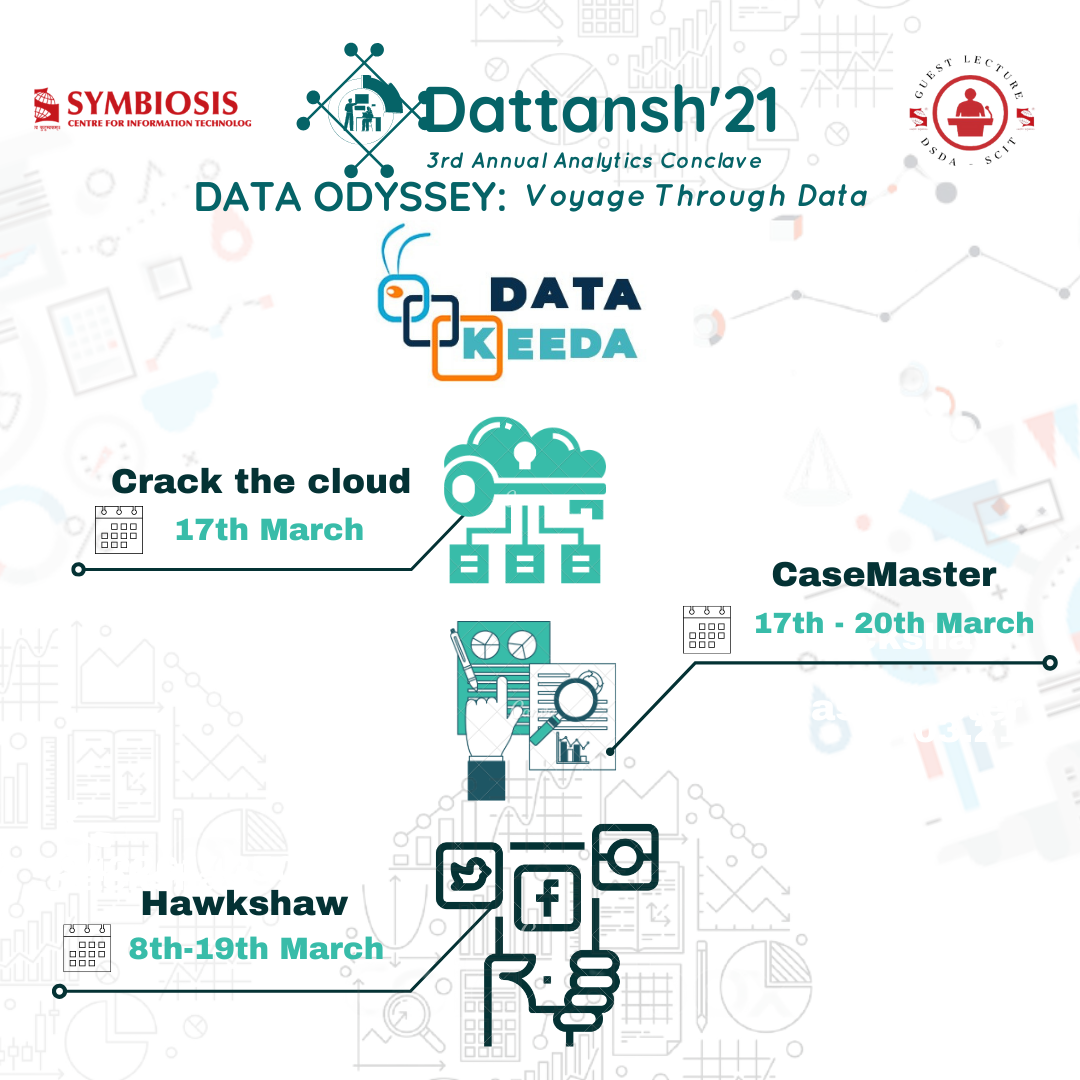 SYMBIOSIS
CENTRE FOR INFORMATION TECHNOLOG
Dattansh'21
3rd Annual Analytics Conclave
DATA ODYSSEY: Voyage Through Data
GUEST LECTURE
DSDA - SCIT
DATA
KEEDA
Crack the cloud
17th March
CaseMaster
17th - 20th March
Hawkshaw
8th-19th March